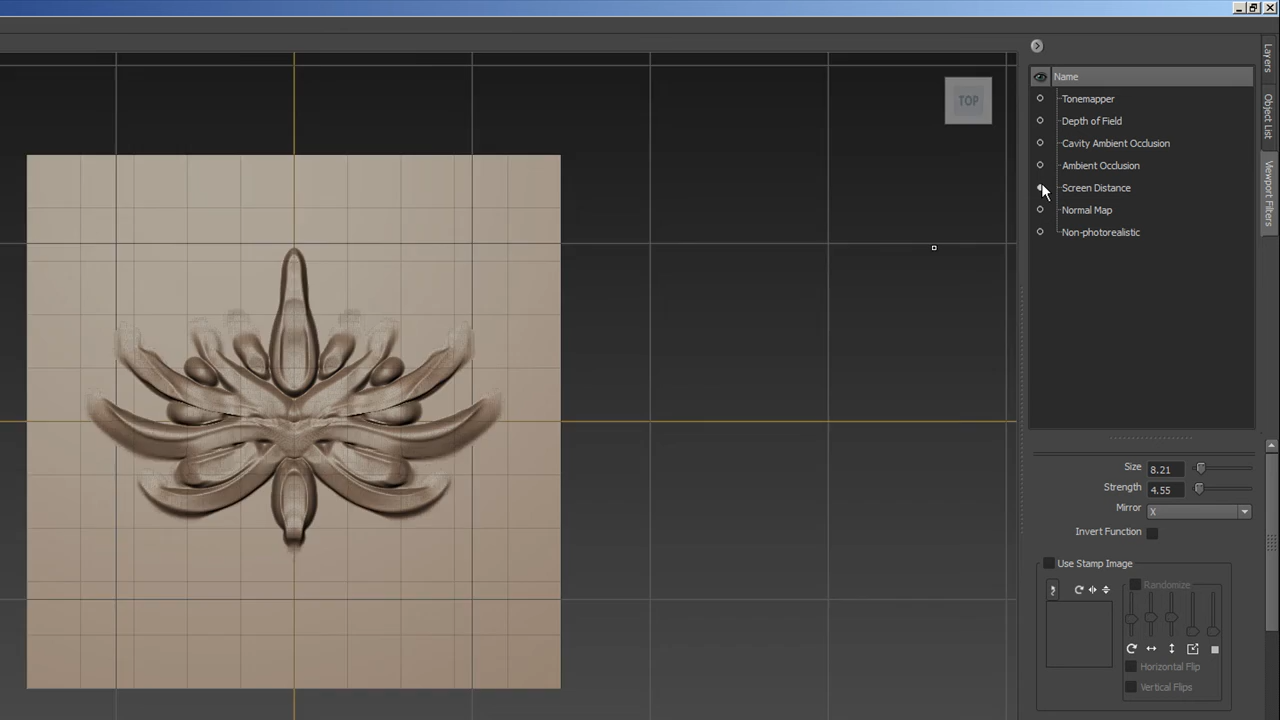 Name
TOP
Tonemapper
Depth of Field
Cavity Ambient Occlusion
Ambient Occlusion
Screen Distance
Normal Map
Non-photorealistic
Layers
Object List
Viewport Filters
Size 8.21
Strength 4.55
Mirror X
Invert Function
Use Stamp Image
Randomize
Horizontal Flip
Vertical Flips